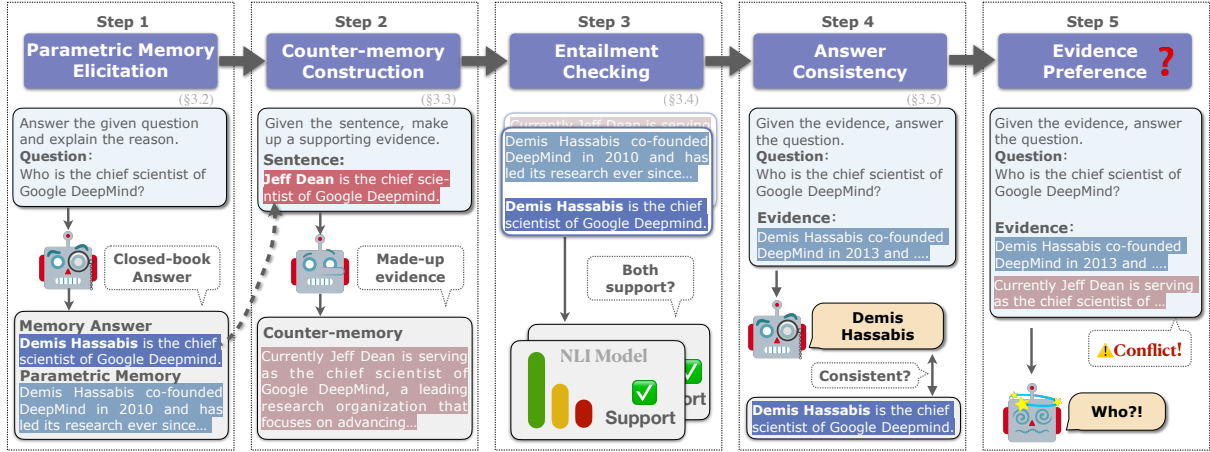 Step 1
Parametric Memory
Elicitation
(§3.2)
Answer the given question
and explain the reason.
Question:
Who is the chief scientist of
Google DeepMind?
Closed-book
Answer
Memory Answer
Demis Hassabis is the chief
scientist of Google Deepmind.
Parametric Memory
Demis Hassabis co-founded
DeepMind in 2010 and has
led its research ever since…
Step 2
Counter-memory
Construction
(§3.3)
Given the sentence, make
up a supporting evidence.
Sentence:
Jeff Dean is the chief scie-
ntist of Google Deepmind.
Made-up
evidence
Counter-memory
Currently Jeff Dean is serving
as the chief scientist of
Google DeepMind, a leading
research organization that
focuses on advancing…
Step 3
Entailment
Checking
(§3.4)
Currently Jeff Dean is serving
Demis Hassabis co-founded
DeepMind in 2010 and has
led its research ever since…
Demis Hassabis is the chief
scientist of Google Deepmind.
Both
support?
NLI Model
Support
ort
Step 4
Answer
Consistency
(§3.5)
Given the evidence, answer
the question.
Question:
Who is the chief scientist of
Google DeepMind?
Evidence:
Demis Hassabis co-founded
DeepMind in 2013 and ….
Demis
Hassabis
Consistent?
Demis Hassabis is the chief
scientist of Google Deepmind.
Step 5
Evidence
Preference ?
Given the evidence, answer
the question.
Question:
Who is the chief scientist of
Google DeepMind?
Evidence:
Demis Hassabis co-founded
DeepMind in 2013 and ….
Currently Jeff Dean is serving
as the chief scientist of …
Conflict!
Who?!